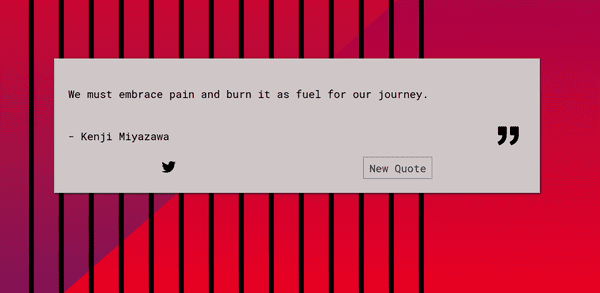 We must embrace pain and burn it as fuel for our journey.
- Kenji Miyazawa
New Quote